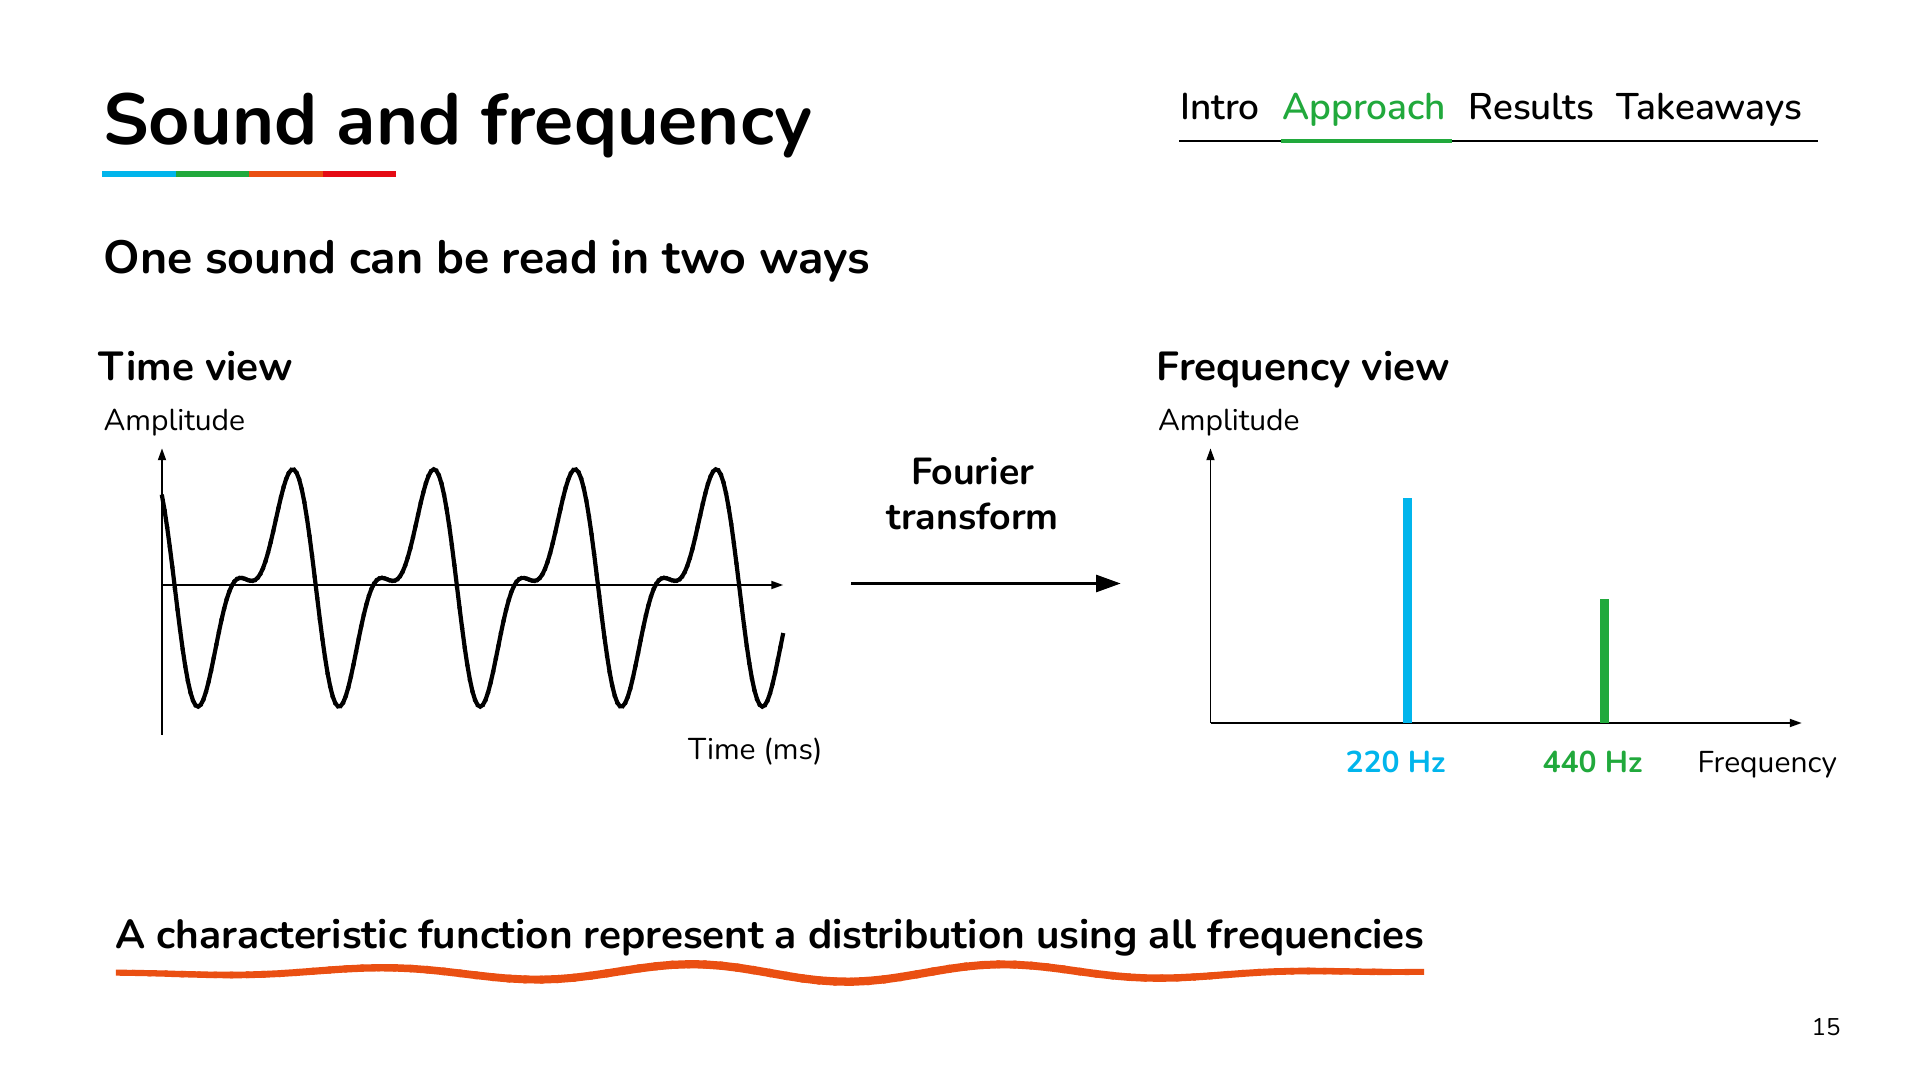 Sound and frequency
Intro Approach Results Takeaways
One sound can be read in two ways
Time view
Amplitude
Time (ms)
Fourier
transform
Frequency view
Amplitude
220 Hz 440 Hz Frequency
A characteristic function represent a distribution using all frequencies
15